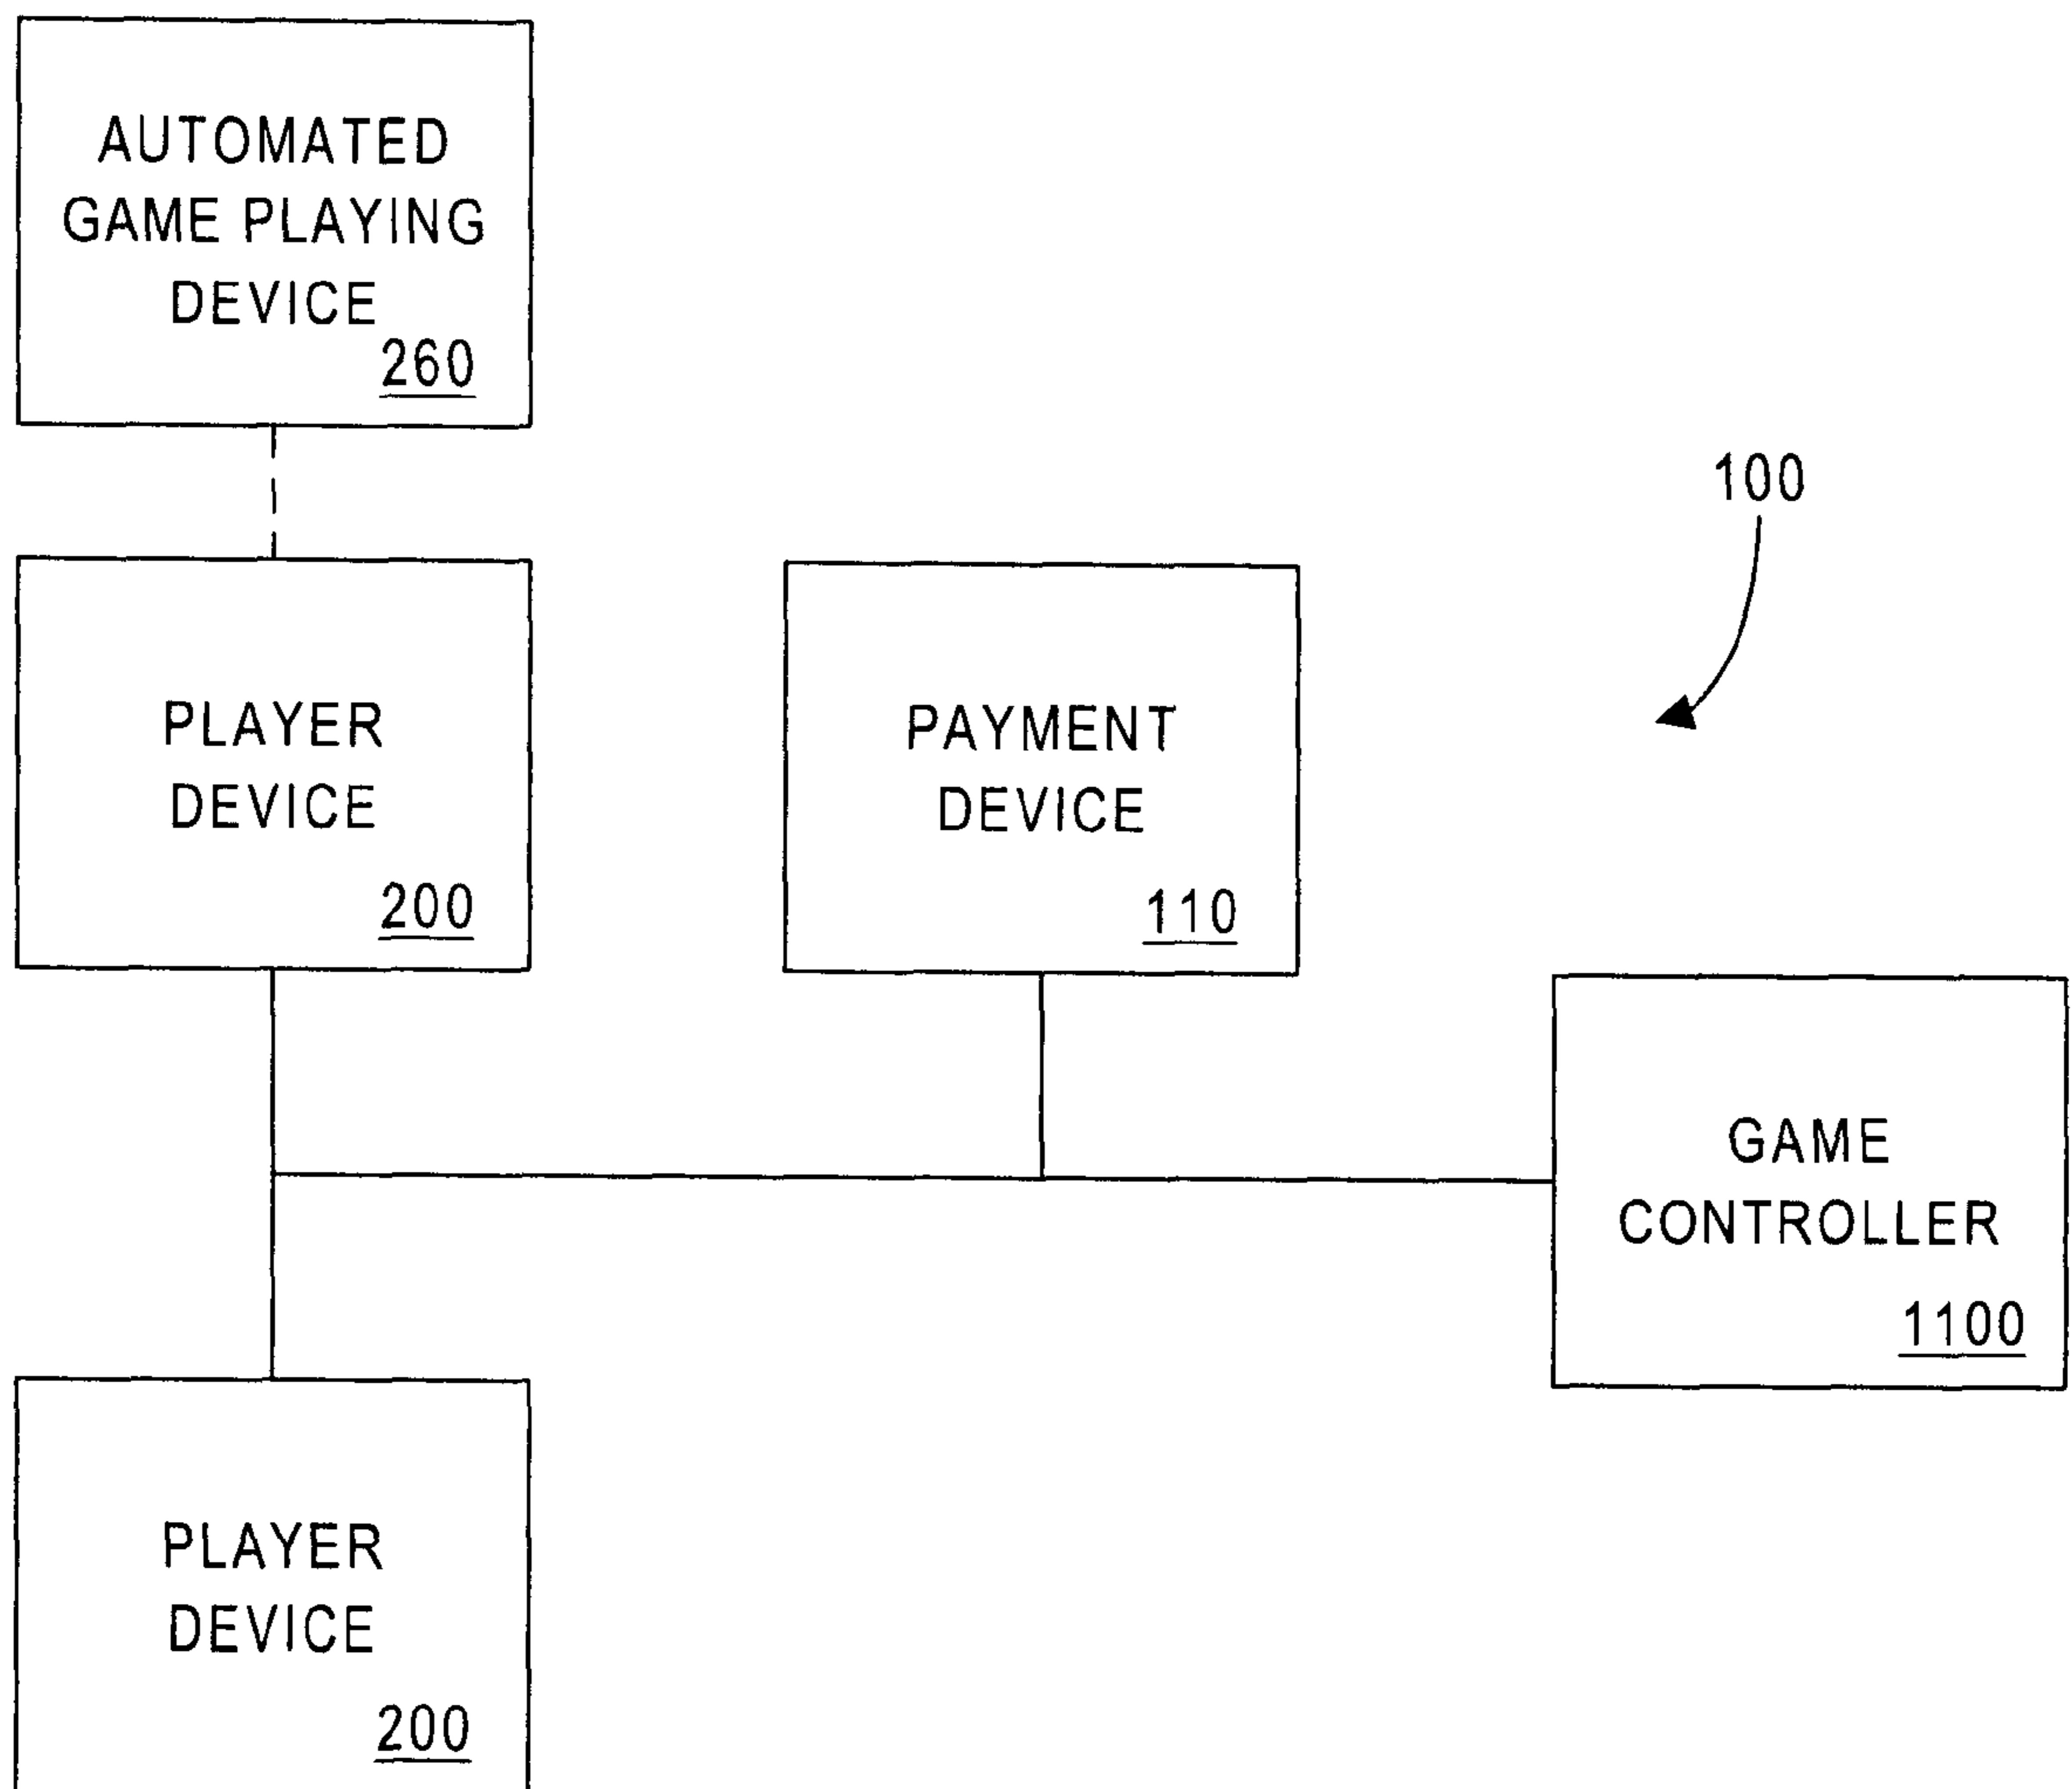 AUTOMATED
GAME PLAYING
DEVICE
260
100
PLAYER
DEVICE
200
PAYMENT
DEVICE
110
GAME
CONTROLLER
1100
PLAYER
DEVICE
200